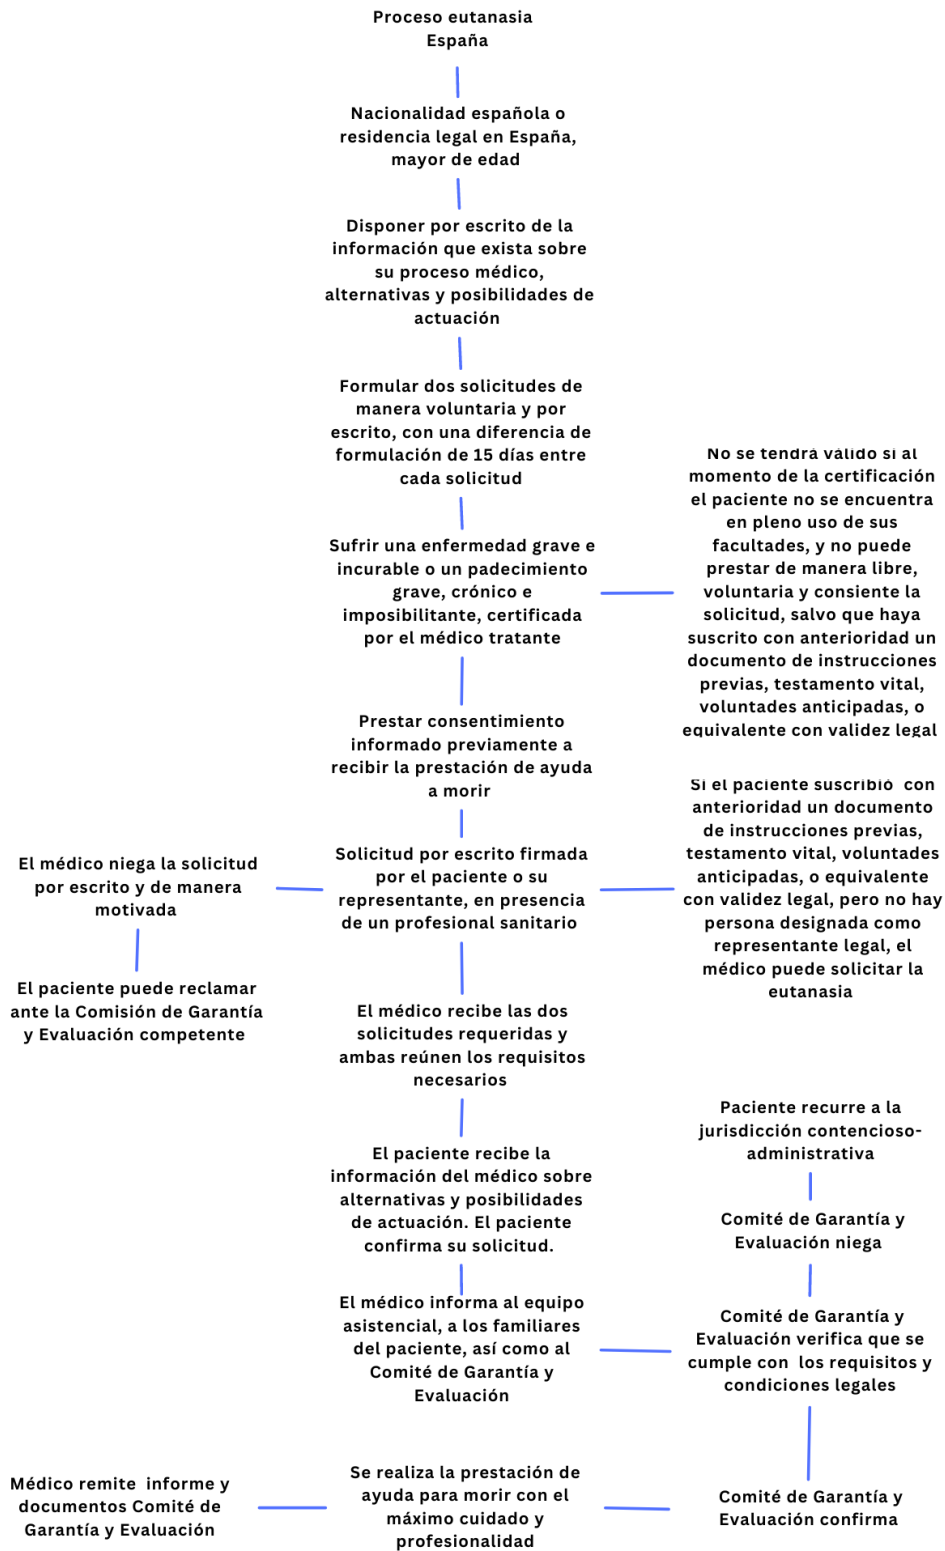 Proceso eutanasia
España
Nacionalidad española o
residencia legal en España,
mayor de edad
Disponer por escrito de la
información que exista sobre
su proceso médico,
alternativas y posibilidades de
actuación
Formular dos solicitudes de
manera voluntaria y por
escrito, con una diferencia de
formulación de 15 días entre
cada solicitud
Sufrir una enfermedad grave e
incurable o un padecimiento
grave, crónico e
imposibilitante, certificada
por el médico tratante
No se tendrá válido si al
momento de la certificación
el paciente no se encuentra
en pleno uso de sus
facultades, y no puede
prestar de manera libre,
voluntaria y consiente la
solicitud, salvo que haya
suscrito con anterioridad un
documento de instrucciones
previas, testamento vital,
voluntades anticipadas, o
equivalente con validez legal
Prestar consentimiento
informado previamente a
recibir la prestación de ayuda
a morir
Solicitud por escrito firmada
por el paciente o su
representante, en presencia
de un profesional sanitario
Si el paciente suscribió  con
anterioridad un documento
de instrucciones previas,
testamento vital, voluntades
anticipadas, o equivalente
con validez legal, pero no hay
persona designada como
representante legal, el
médico puede solicitar la
eutanasia
El médico niega la solicitud
por escrito y de manera
motivada
El paciente puede reclamar
ante la Comisión de Garantía
y Evaluación competente
El médico recibe las dos
solicitudes requeridas y
ambas reúnen los requisitos
necesarios
El paciente recibe la
información del médico sobre
alternativas y posibilidades
de actuación. El paciente
confirma su solicitud.
El médico informa al equipo
asistencial, a los familiares
del paciente, así como al
Comité de Garantía y
Evaluación
Paciente recurre a la
jurisdicción contencioso-
administrativa
Comité de Garantía y
Evaluación niega
Comité de Garantía y
Evaluación verifica que se
cumple con  los requisitos y
condiciones legales
Comité de Garantía y
Evaluación confirma
Se realiza la prestación de
ayuda para morir con el
máximo cuidado y
profesionalidad
Médico remite  informe y
documentos Comité de
Garantía y Evaluación